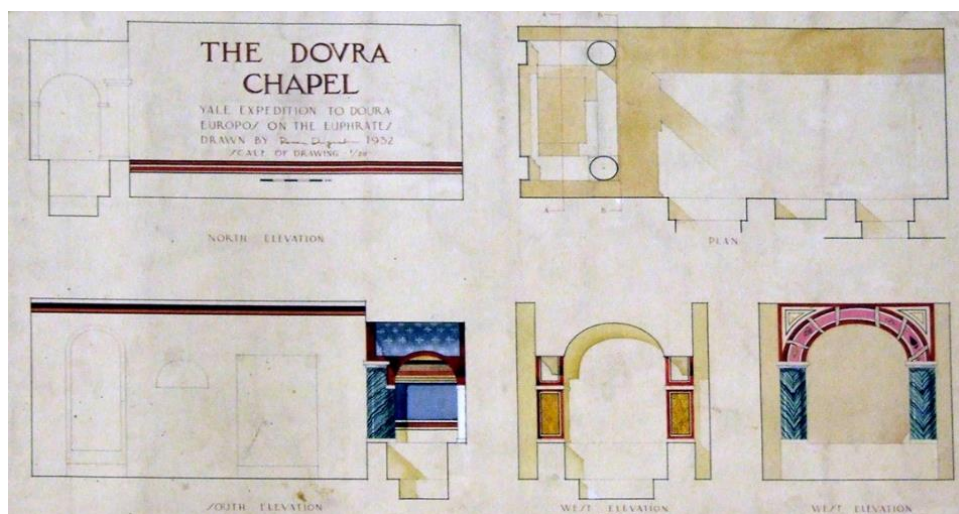 THE DOVRA
CHAPEL
YALE EXPEDITION TO DOURA
EUROPOS ON THE EUPHRATES
DRAWN BY 1932
SCALE OF DRAWING
NORTH ELEVATION
A B
A B
PLAN
SOUTH ELEVATION
WEST ELEVATION
WEST ELEVATION